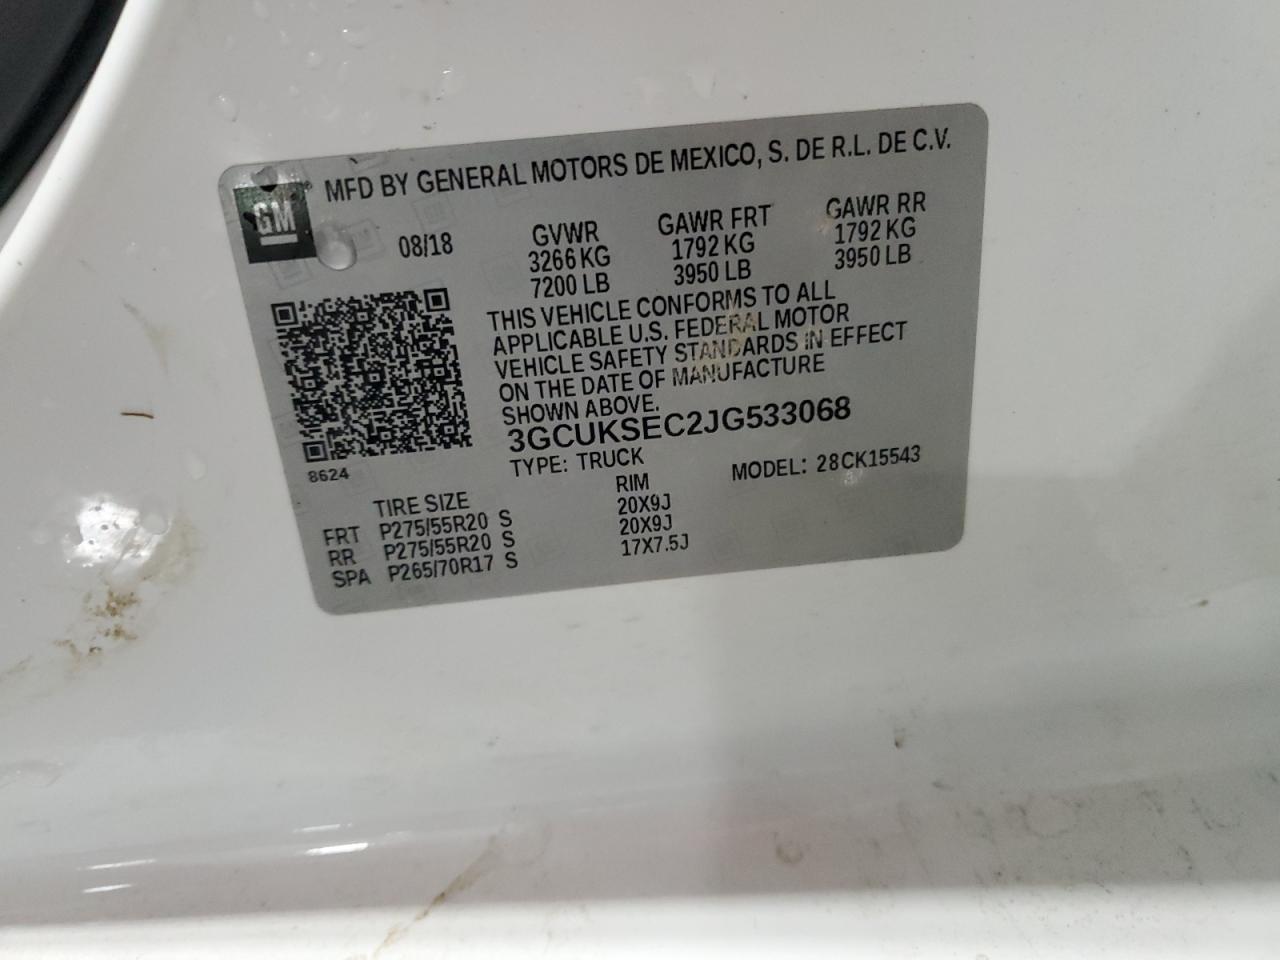 GM ® MFD BY GENERAL MOTORS DE MEXICO, S. DE R.L. DE C.V.
08/18 GVWR GAWR FRT GAWR RR
3266 KG 1792 KG 1792 KG
7200 LB 3950 LB 3950 LB
THIS VEHICLE CONFORMS TO ALL
APPLICABLE U.S. FEDERAL MOTOR
VEHICLE SAFETY STANDARDS IN EFFECT
ON THE DATE OF MANUFACTURE
SHOWN ABOVE.
3GCUKSEC2JG533068
8624
TYPE: TRUCK MODEL: 28CK15543
TIRE SIZE RIM
FRT P275/55R20 S 20X9J
RR P275/55R20 S 20X9J
SPA P265/70R17 S 17X7.5J